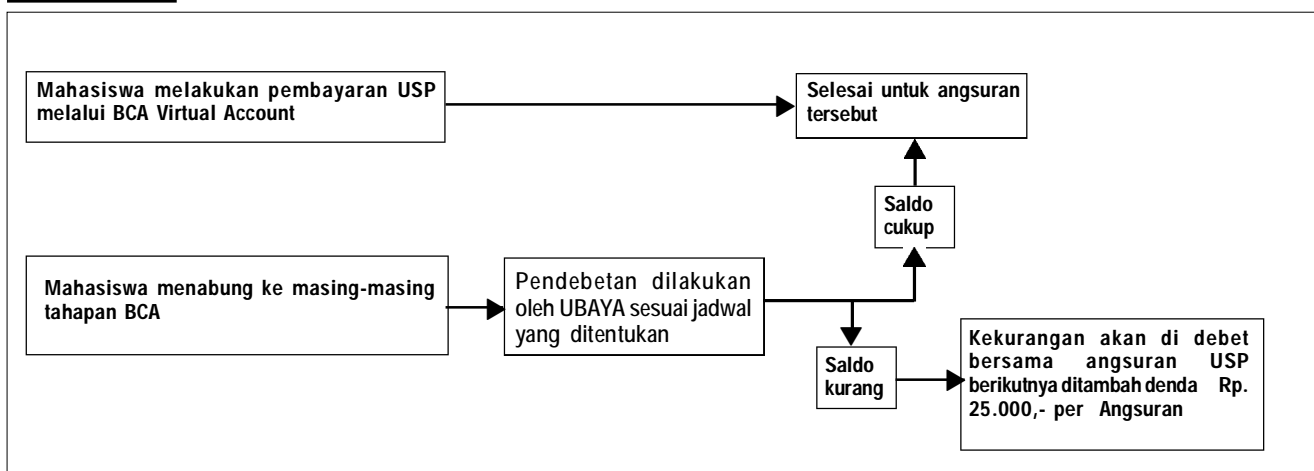 Mahasiswa melakukan pembayaran USP
melalui BCA Virtual Account
Selesai untuk angsuran
tersebut
Saldo
cukup
Mahasiswa menabung ke masing-masing
tahapan BCA
Pendebetan dilakukan
oleh UBAYA sesuai jadwal
yang ditentukan
Saldo
kurang
Kekurangan akan di debet
bersama angsuran USP
berikutnya ditambah denda Rp.
25.000,- per Angsuran